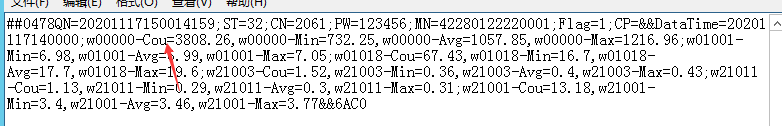 文件(F) 编辑(E) 格式(O) 查看(V) 帮助(H)
##0478QN=20201117150014159;ST=32;CN=2061;PW=123456;MN=42280122220001;Flag=1;CP=&&DataTime=20201
117140000;w00000-Cou=3808.26,w00000-Min=732.25,w00000-Avg=1057.85,w00000-Max=1216.96;w01001-
Min=6.98,w01001-Avg=6.99,w01001-Max=7.05;w01018-Cou=67.43,w01018-Min=16.7,w01018-
Avg=17.7,w01018-Max=19.6;w21003-Cou=1.52,w21003-Min=0.36,w21003-Avg=0.4,w21003-Max=0.43;w21011
-Cou=1.13,w21011-Min=0.29,w21011-Avg=0.3,w21011-Max=0.31;w21001-Cou=13.18,w21001-
Min=3.4,w21001-Avg=3.46,w21001-Max=3.77&&6AC0